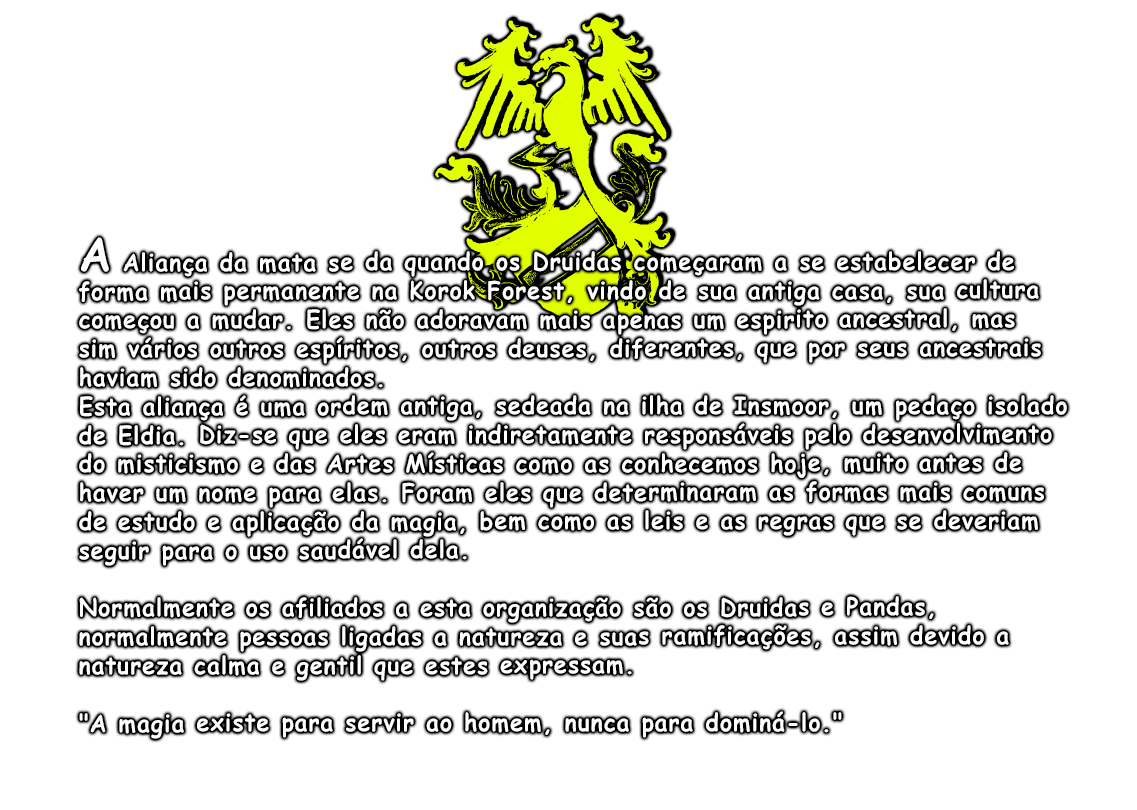 A Aliança da mata se da quando os Druidas começaram a se estabelecer de
forma mais permanente na Korok Forest, vindo de sua antiga casa, sua cultura
começou a mudar. Eles não adoravam mais apenas um espirito ancestral, mas
sim vários outros espíritos, outros deuses, diferentes, que por seus ancestrais
haviam sido denominados.
Esta aliança é uma ordem antiga, sedeada na ilha de Insmoor, um pedaço isolado
de Eldia. Diz-se que eles eram indiretamente responsáveis pelo desenvolvimento
do misticismo e das Artes Místicas como as conhecemos hoje, muito antes de
haver um nome para elas. Foram eles que determinaram as formas mais comuns
de estudo e aplicação da magia, bem como as leis e as regras que se deveriam
seguir para o uso saudável dela.
Normalmente os afiliados a esta organização são os Druidas e Pandas,
normalmente pessoas ligadas a natureza e suas ramificações, assim devido a
natureza calma e gentil que estes expressam.
"A magia existe para servir ao homem, nunca para dominá-lo."